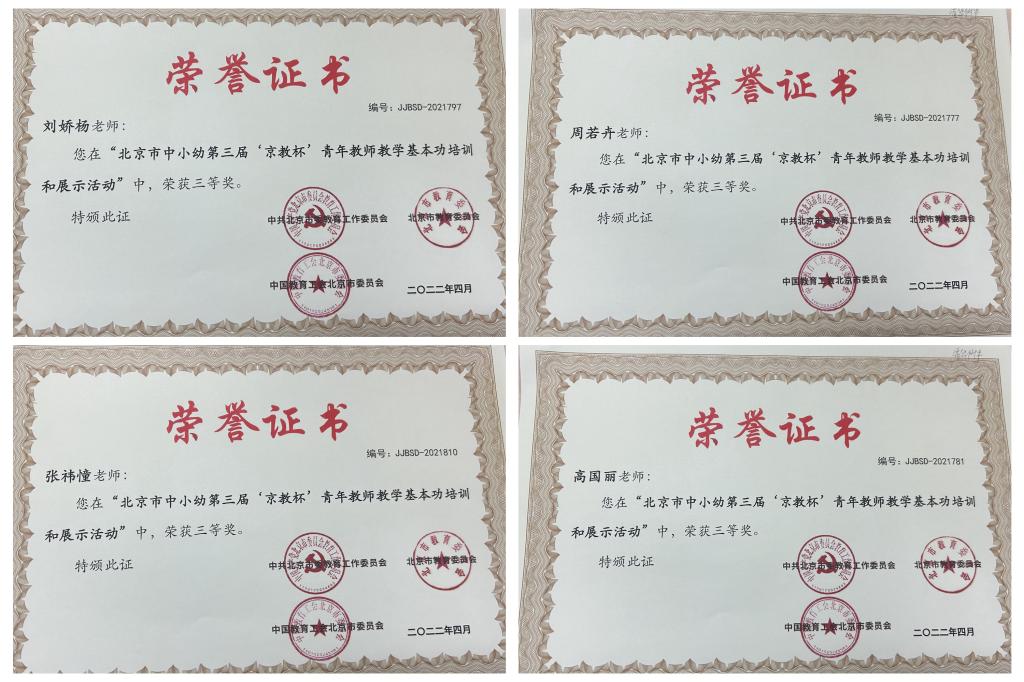 荣誉证书
编号：JJBSD-2021797
刘娇杨老师：
您在“北京市中小幼第三届‘京教杯’青年教师教学基本功培训
和展示活动”中，荣获三等奖。
特颁此证
中共北京市委教育工作委员会
北京市教育委员会
中国教育工会北京市委员会
二〇二二年四月
荣誉证书
编号：JJBSD-2021777
周若卉老师：
您在“北京市中小幼第三届‘京教杯’青年教师教学基本功培训
和展示活动”中，荣获三等奖。
特颁此证
中共北京市委教育工作委员会
北京市教育委员会
中国教育工会北京市委员会
二〇二二年四月
荣誉证书
编号：JJBSD-2021810
张祎憧老师：
您在“北京市中小幼第三届‘京教杯’青年教师教学基本功培训
和展示活动”中，荣获三等奖。
特颁此证
中共北京市委教育工作委员会
北京市教育委员会
中国教育工会北京市委员会
二〇二二年四月
荣誉证书
编号：JJBSD-2021781
高国丽老师：
您在“北京市中小幼第三届‘京教杯’青年教师教学基本功培训
和展示活动”中，荣获三等奖。
特颁此证
中共北京市委教育工作委员会
北京市教育委员会
中国教育工会北京市委员会
二〇二二年四月